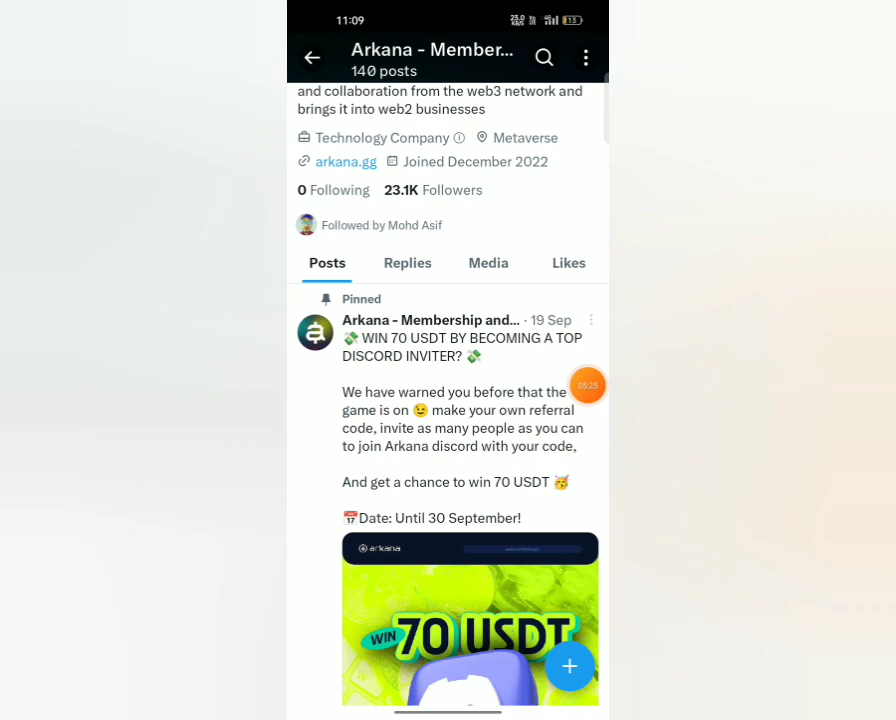 11:09
23.0
KB/S
4G
13
Arkana - Member...
140 posts
and collaboration from the web3 network and
brings it into web2 businesses
Technology Company Metaverse
arkana.gg Joined December 2022
0 Following 23.1K Followers
Followed by Mohd Asif
Posts Replies Media Likes
Pinned
Arkana - Membership and... · 19 Sep
💸 WIN 70 USDT BY BECOMING A TOP
DISCORD INVITER? 💸
We have warned you before that the
game is on 😉 make your own referral
code, invite as many people as you can
to join Arkana discord with your code,
And get a chance to win 70 USDT 🥳
📅Date: Until 30 September!
05:25
arkana
WIN 70 USDT